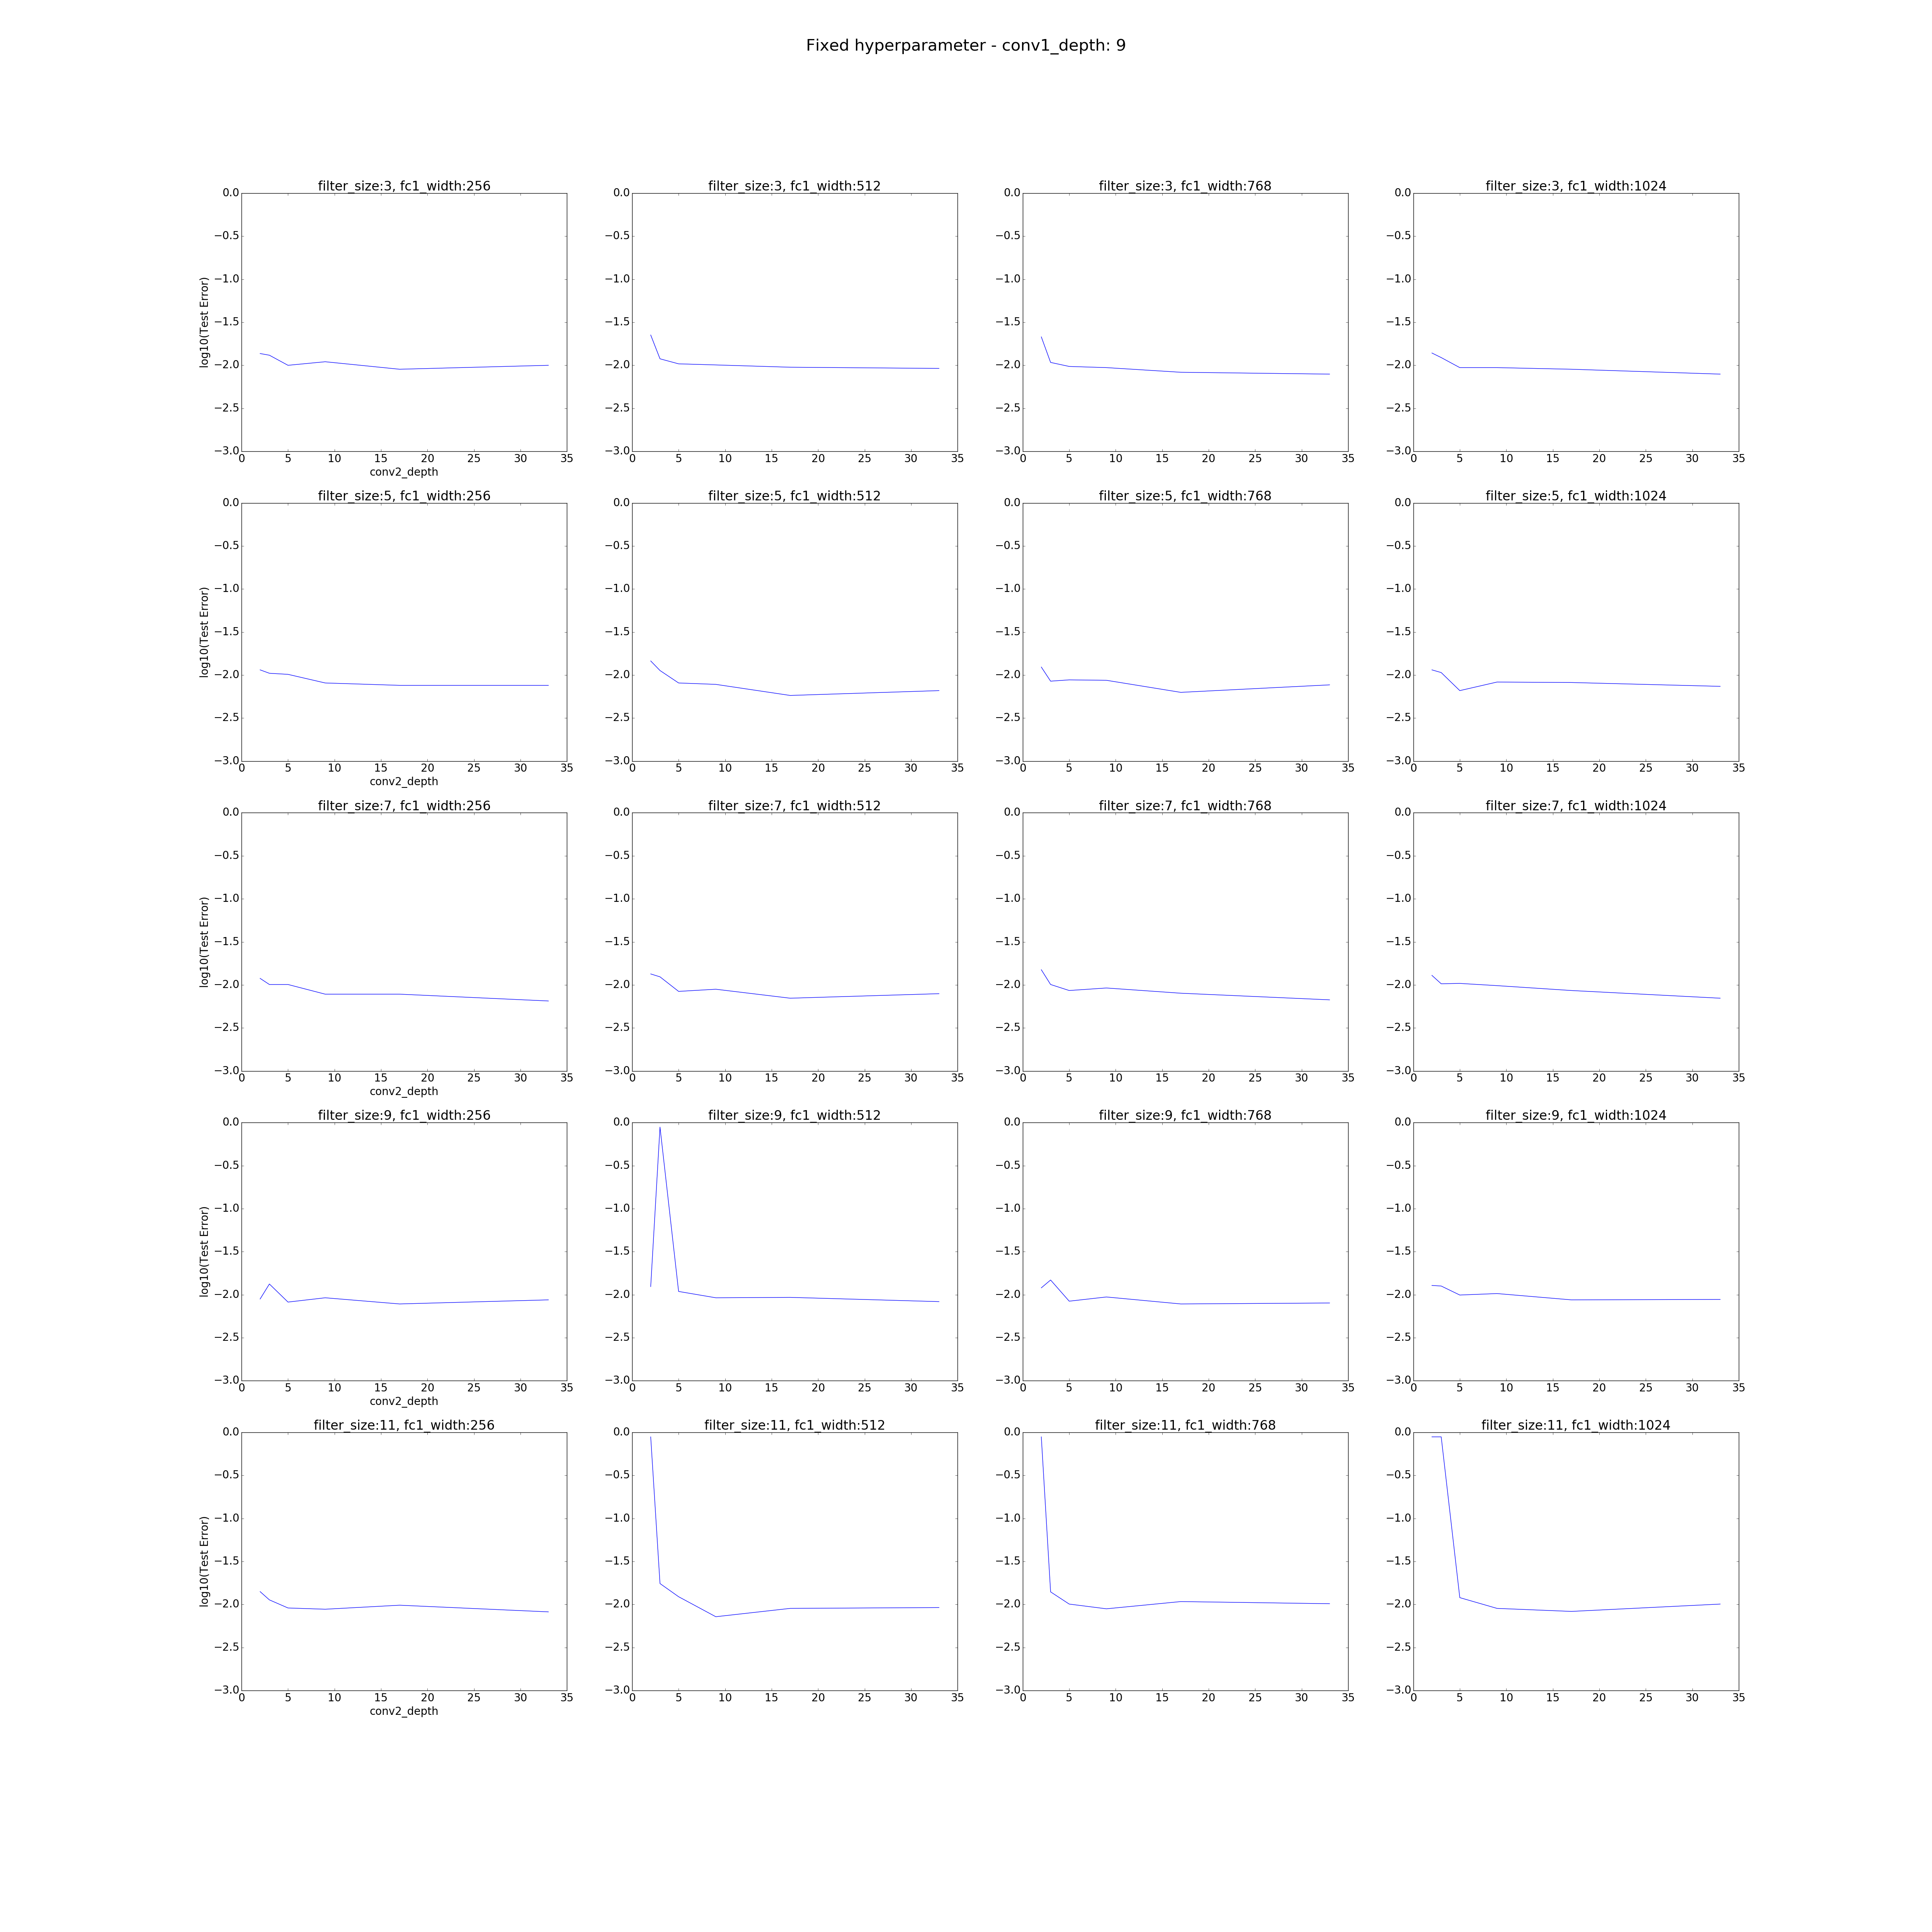 Fixed hyperparameter - conv1_depth: 9
filter_size:3, fc1_width:256
0.0
−0.5
−1.0
−1.5
−2.0
−2.5
−3.0
log10(Test Error)
0 5 10 15 20 25 30 35
conv2_depth
filter_size:3, fc1_width:512
0.0
−0.5
−1.0
−1.5
−2.0
−2.5
−3.0
0 5 10 15 20 25 30 35
filter_size:3, fc1_width:768
0.0
−0.5
−1.0
−1.5
−2.0
−2.5
−3.0
0 5 10 15 20 25 30 35
filter_size:3, fc1_width:1024
0.0
−0.5
−1.0
−1.5
−2.0
−2.5
−3.0
0 5 10 15 20 25 30 35
filter_size:5, fc1_width:256
0.0
−0.5
−1.0
−1.5
−2.0
−2.5
−3.0
log10(Test Error)
0 5 10 15 20 25 30 35
conv2_depth
filter_size:5, fc1_width:512
0.0
−0.5
−1.0
−1.5
−2.0
−2.5
−3.0
0 5 10 15 20 25 30 35
filter_size:5, fc1_width:768
0.0
−0.5
−1.0
−1.5
−2.0
−2.5
−3.0
0 5 10 15 20 25 30 35
filter_size:5, fc1_width:1024
0.0
−0.5
−1.0
−1.5
−2.0
−2.5
−3.0
0 5 10 15 20 25 30 35
filter_size:7, fc1_width:256
0.0
−0.5
−1.0
−1.5
−2.0
−2.5
−3.0
log10(Test Error)
0 5 10 15 20 25 30 35
conv2_depth
filter_size:7, fc1_width:512
0.0
−0.5
−1.0
−1.5
−2.0
−2.5
−3.0
0 5 10 15 20 25 30 35
filter_size:7, fc1_width:768
0.0
−0.5
−1.0
−1.5
−2.0
−2.5
−3.0
0 5 10 15 20 25 30 35
filter_size:7, fc1_width:1024
0.0
−0.5
−1.0
−1.5
−2.0
−2.5
−3.0
0 5 10 15 20 25 30 35
filter_size:9, fc1_width:256
0.0
−0.5
−1.0
−1.5
−2.0
−2.5
−3.0
log10(Test Error)
0 5 10 15 20 25 30 35
conv2_depth
filter_size:9, fc1_width:512
0.0
−0.5
−1.0
−1.5
−2.0
−2.5
−3.0
0 5 10 15 20 25 30 35
filter_size:9, fc1_width:768
0.0
−0.5
−1.0
−1.5
−2.0
−2.5
−3.0
0 5 10 15 20 25 30 35
filter_size:9, fc1_width:1024
0.0
−0.5
−1.0
−1.5
−2.0
−2.5
−3.0
0 5 10 15 20 25 30 35
filter_size:11, fc1_width:256
0.0
−0.5
−1.0
−1.5
−2.0
−2.5
−3.0
log10(Test Error)
0 5 10 15 20 25 30 35
conv2_depth
filter_size:11, fc1_width:512
0.0
−0.5
−1.0
−1.5
−2.0
−2.5
−3.0
0 5 10 15 20 25 30 35
filter_size:11, fc1_width:768
0.0
−0.5
−1.0
−1.5
−2.0
−2.5
−3.0
0 5 10 15 20 25 30 35
filter_size:11, fc1_width:1024
0.0
−0.5
−1.0
−1.5
−2.0
−2.5
−3.0
0 5 10 15 20 25 30 35